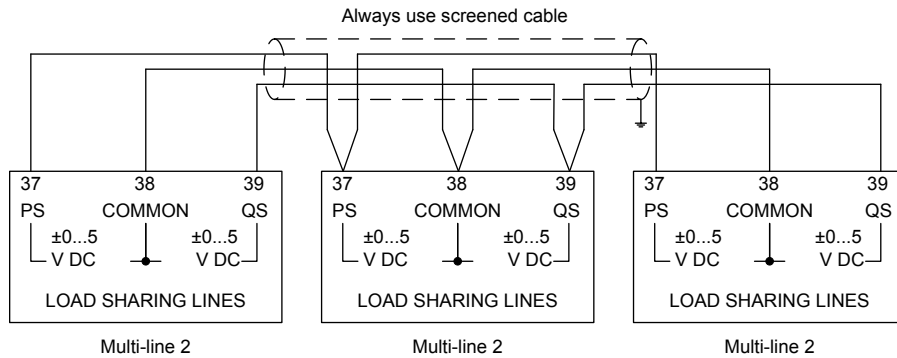 Always use screened cable
37 38 39 37 38 39 37 38 39
PS COMMON QS PS COMMON QS PS COMMON QS
±0...5 ±0...5 ±0...5 ±0...5 ±0...5 ±0...5
V DC V DC V DC V DC V DC V DC
LOAD SHARING LINES LOAD SHARING LINES LOAD SHARING LINES
Multi-line 2 Multi-line 2 Multi-line 2